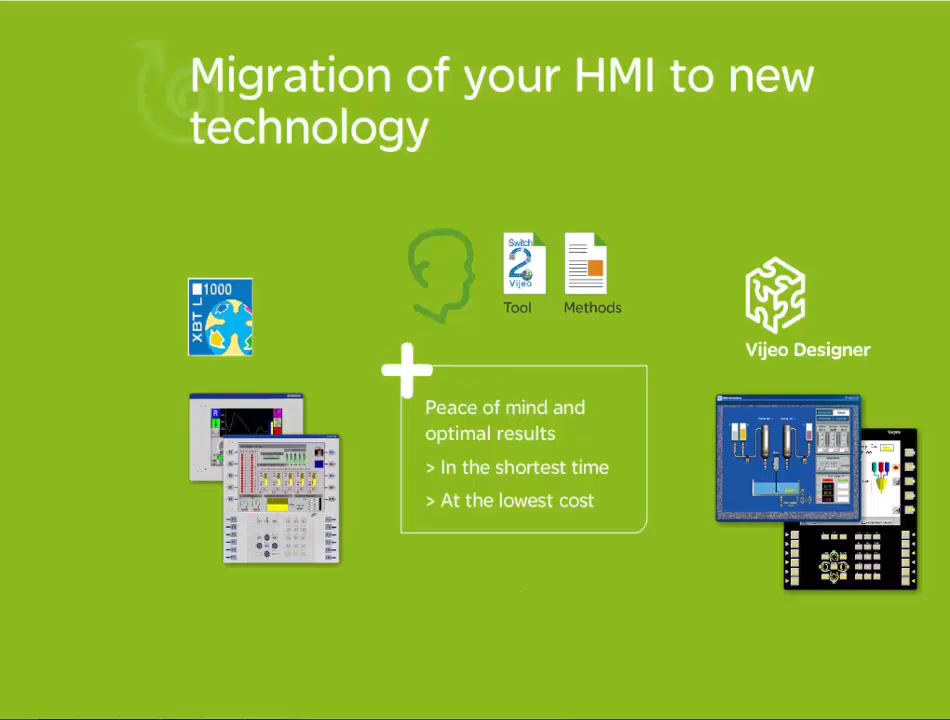 Migration of your HMI to new
technology
Switch
2
Vijeo
Tool
Methods
XBT L1000
Vijeo Designer
Peace of mind and
optimal results
> In the shortest time
> At the lowest cost